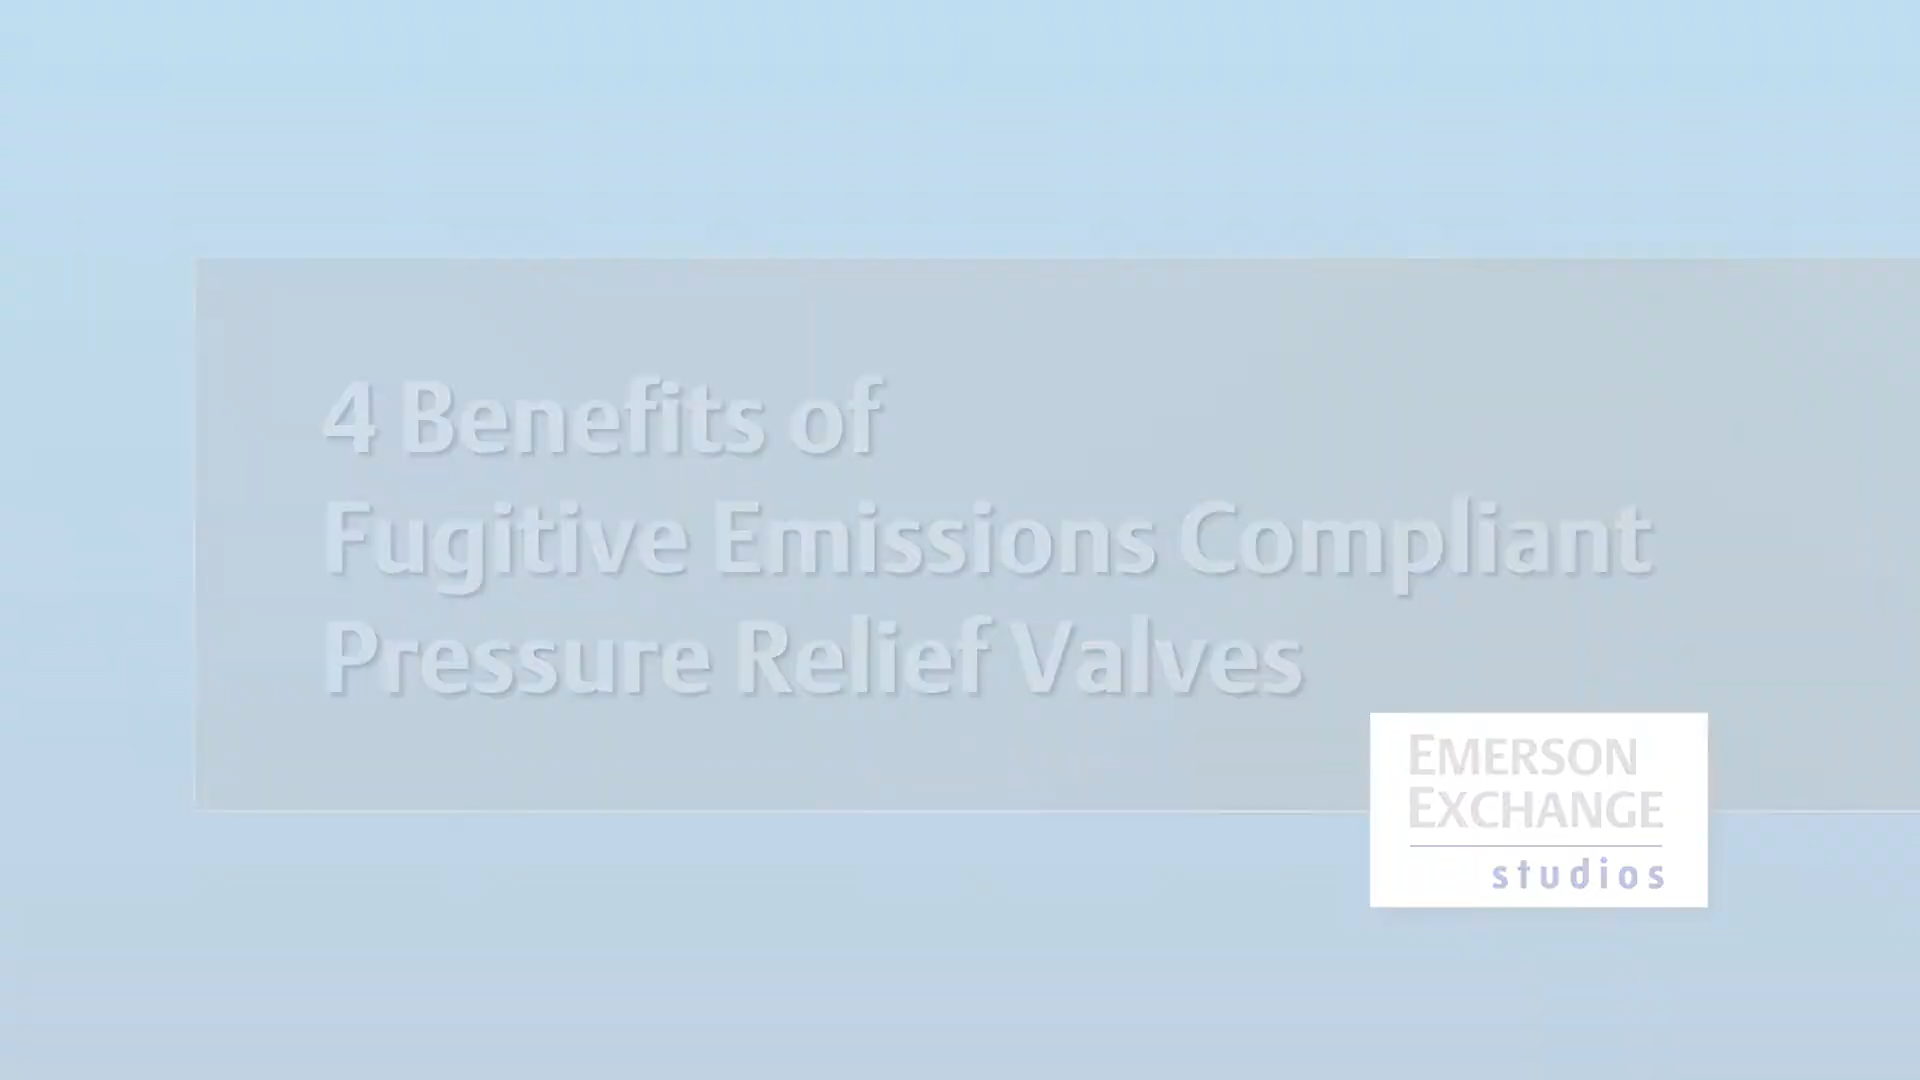 4 Benefits of
Fugitive Emissions Compliant
Pressure Relief Valves
EMERSON
EXCHANGE
studios